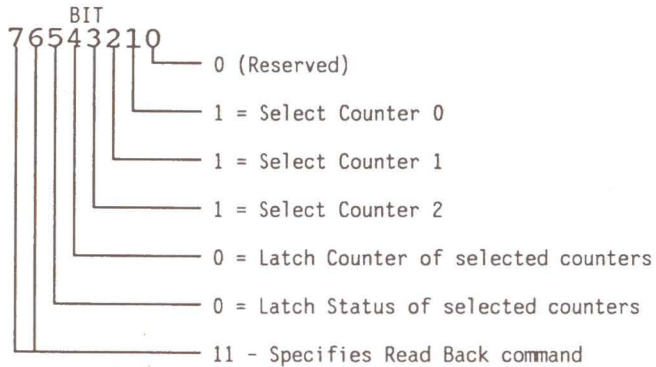 BIT
76543210
0 (Reserved)
1 = Select Counter 0
1 = Select Counter 1
1 = Select Counter 2
0 = Latch Counter of selected counters
0 = Latch Status of selected counters
11 - Specifies Read Back command